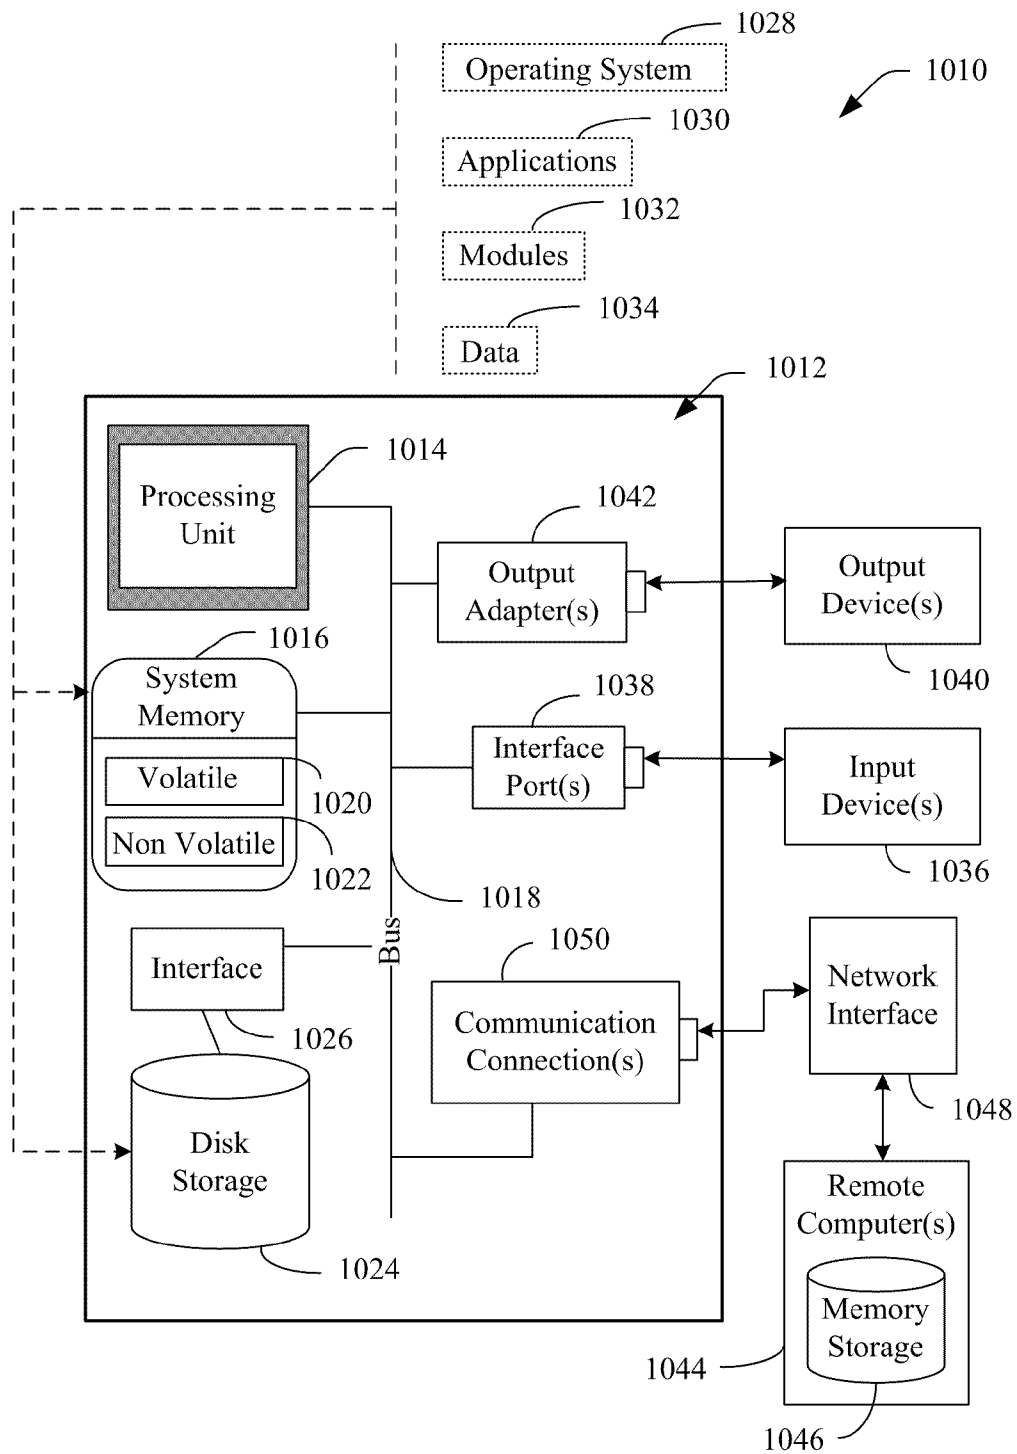 1028
Operating System
1010
1030
Applications
1032
Modules
1034
Data
1012
1014
Processing
Unit
1042
Output
Adapter(s)
Output
Device(s)
1040
1016
System
Memory
Volatile
1020
Non Volatile
1022
1038
Interface
Port(s)
Input
Device(s)
1036
1018
Bus
Interface
1026
1050
Communication
Connection(s)
Network
Interface
1048
Disk
Storage
1024
Remote
Computer(s)
Memory
Storage
1044
1046